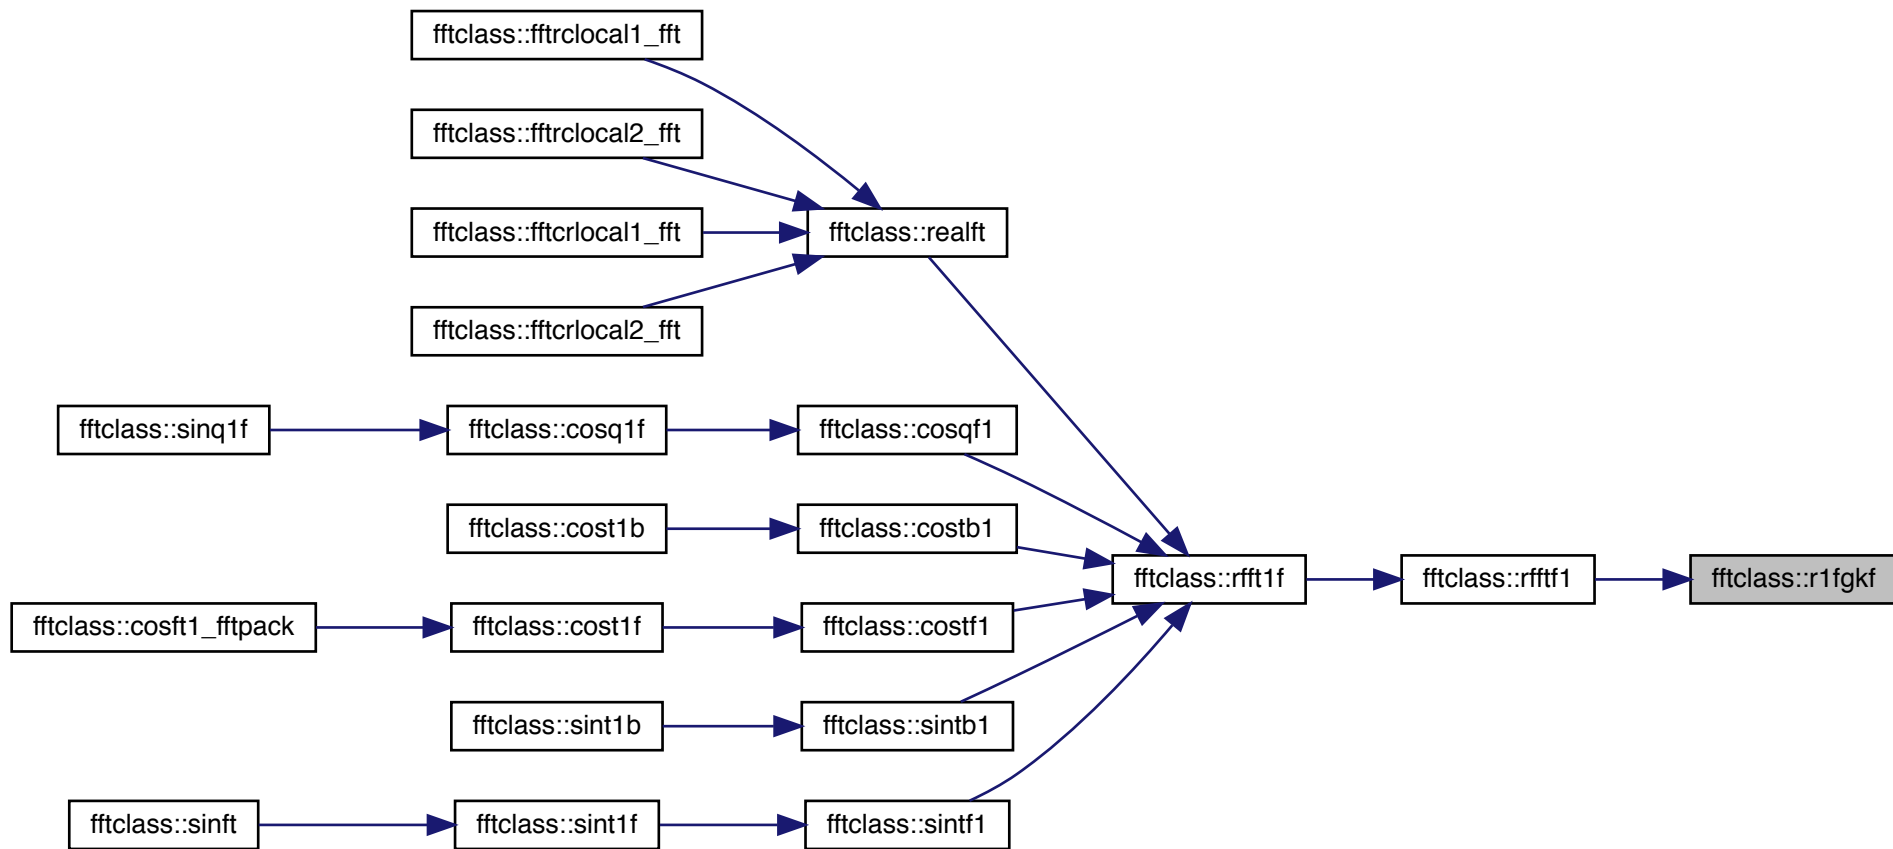 fftclass::fftrclocal1_fft
fftclass::fftrclocal2_fft
fftclass::fftcrlocal1_fft
fftclass::realft
fftclass::fftcrlocal2_fft
fftclass::sinq1f
fftclass::cosq1f
fftclass::cosqf1
fftclass::cost1b
fftclass::costb1
fftclass::rfft1f
fftclass::rfftf1
fftclass::r1fgkf
fftclass::cosft1_fftpack
fftclass::cost1f
fftclass::costf1
fftclass::sint1b
fftclass::sintb1
fftclass::sinft
fftclass::sint1f
fftclass::sintf1